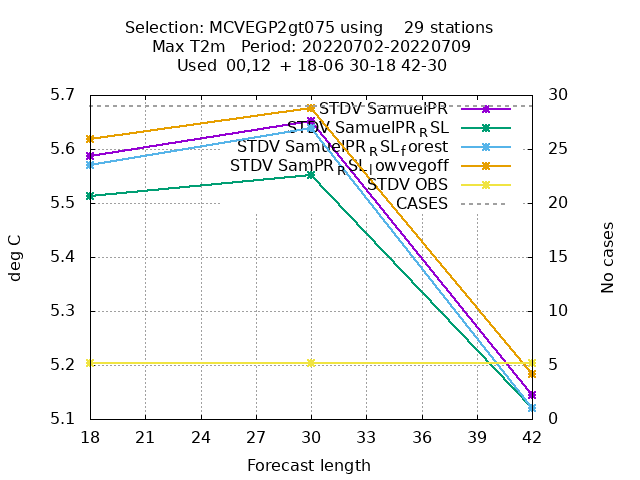 Selection: MCVEGP2gt075 using    29 stations
Max T2m   Period: 20220702-20220709
Used  00,12  + 18-06 30-18 42-30
5.7
5.6
5.5
5.4
5.3
5.2
5.1
deg C
STDV SamuelPR
STDV SamuelPR_RSL
STDV SamuelPR_RSL_forest
STDV SamPR_RSL_lowvegoff
STDV OBS
CASES
30
25
20
15
10
5
0
No cases
18 21 24 27 30 33 36 39 42
Forecast length